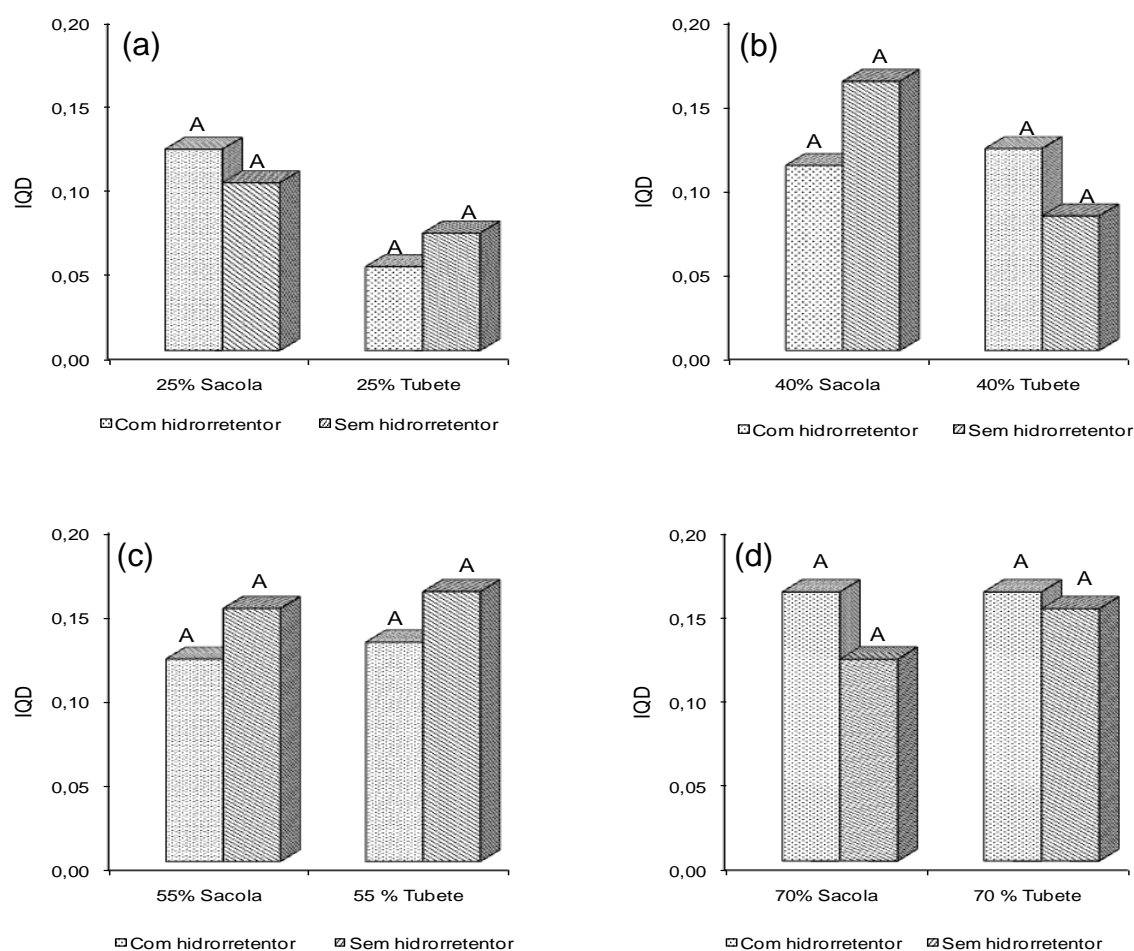 (a)
0,20
0,15
0,10
0,05
0,00
IQD
A
A
A
A
25% Sacola
25% Tubete
Com hidrorretentor
Sem hidrorretentor
(b)
0,20
0,15
0,10
0,05
0,00
IQD
A
A
A
A
40% Sacola
40% Tubete
Com hidrorretentor
Sem hidrorretentor
(c)
0,20
0,15
0,10
0,05
0,00
IQD
A
A
A
A
55% Sacola
55 % Tubete
Com hidrorretentor
Sem hidrorretentor
(d)
0,20
0,15
0,10
0,05
0,00
IQD
A
A
A
A
70% Sacola
70 % Tubete
Com hidrorretentor
Sem hidrorretentor